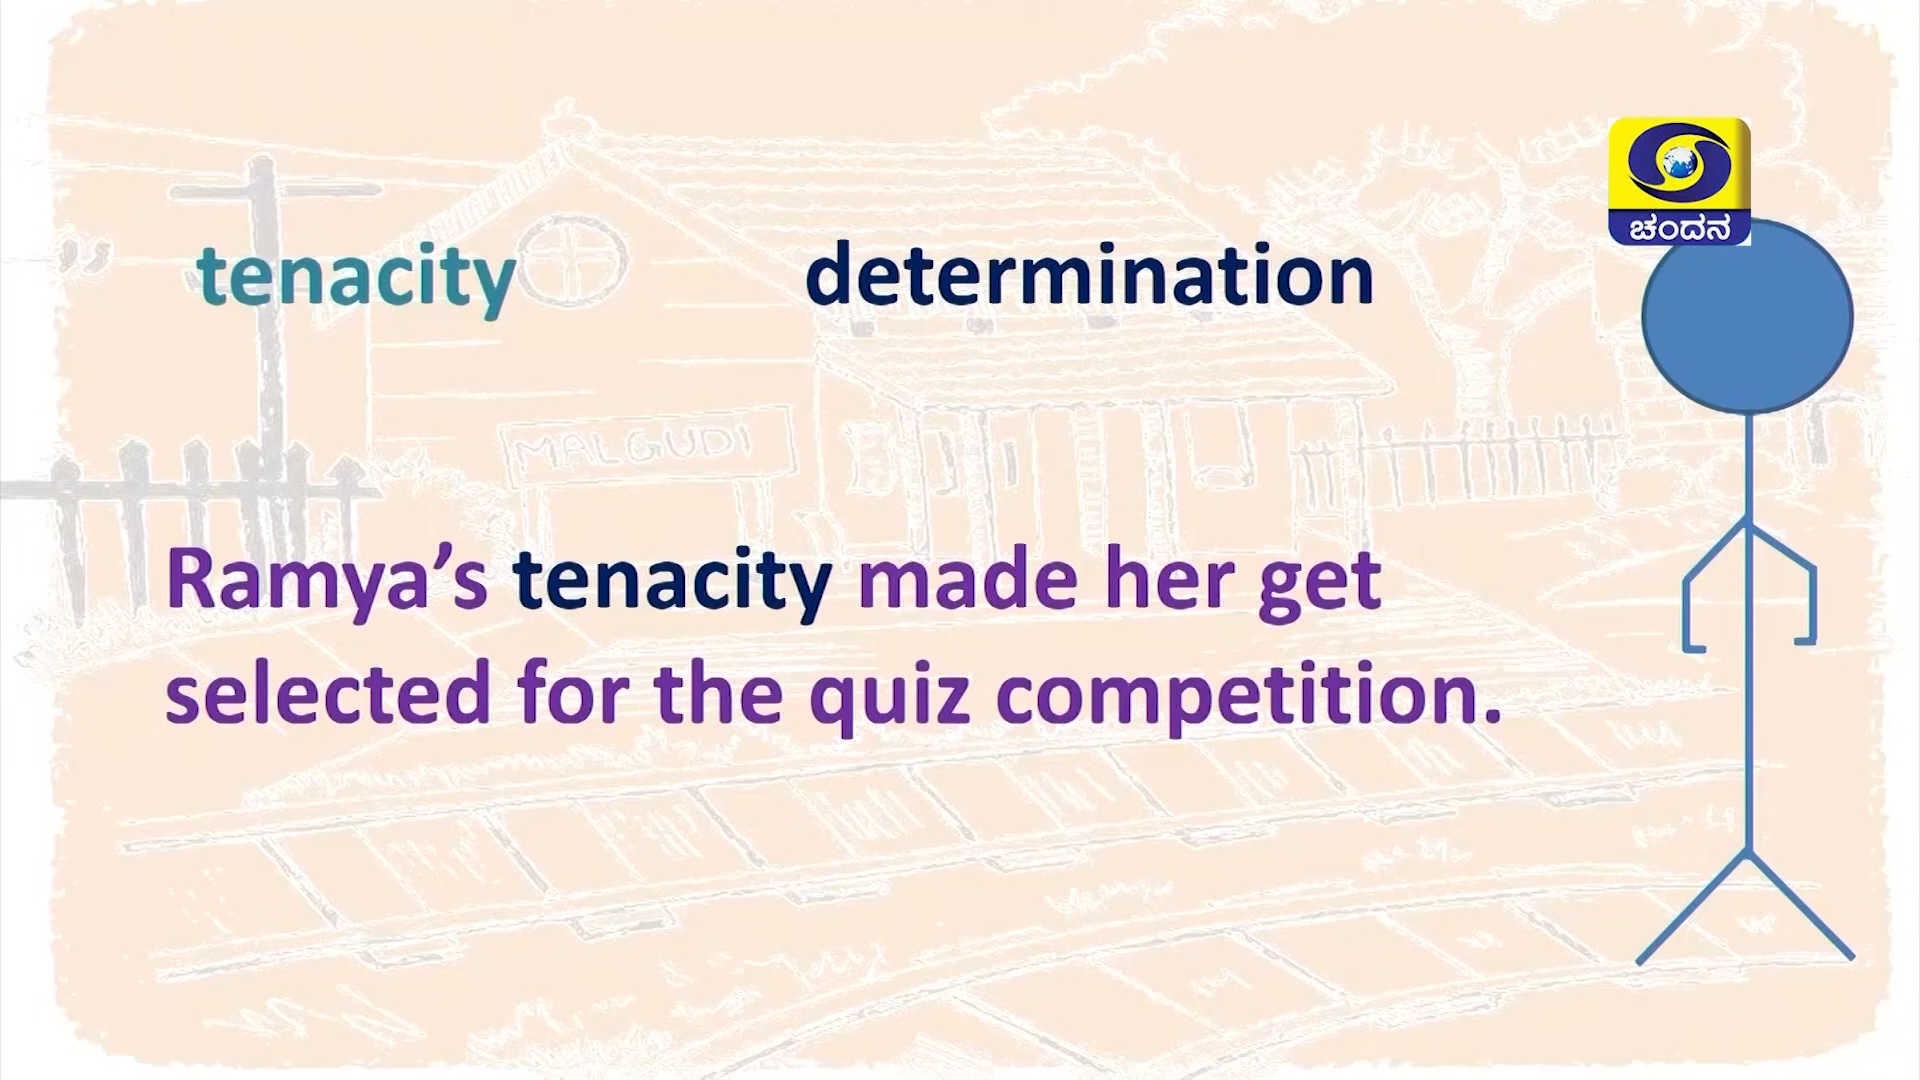 ಚಂದನ
tenacity determination
MALGUDI
Ramya’s tenacity made her get
selected for the quiz competition.